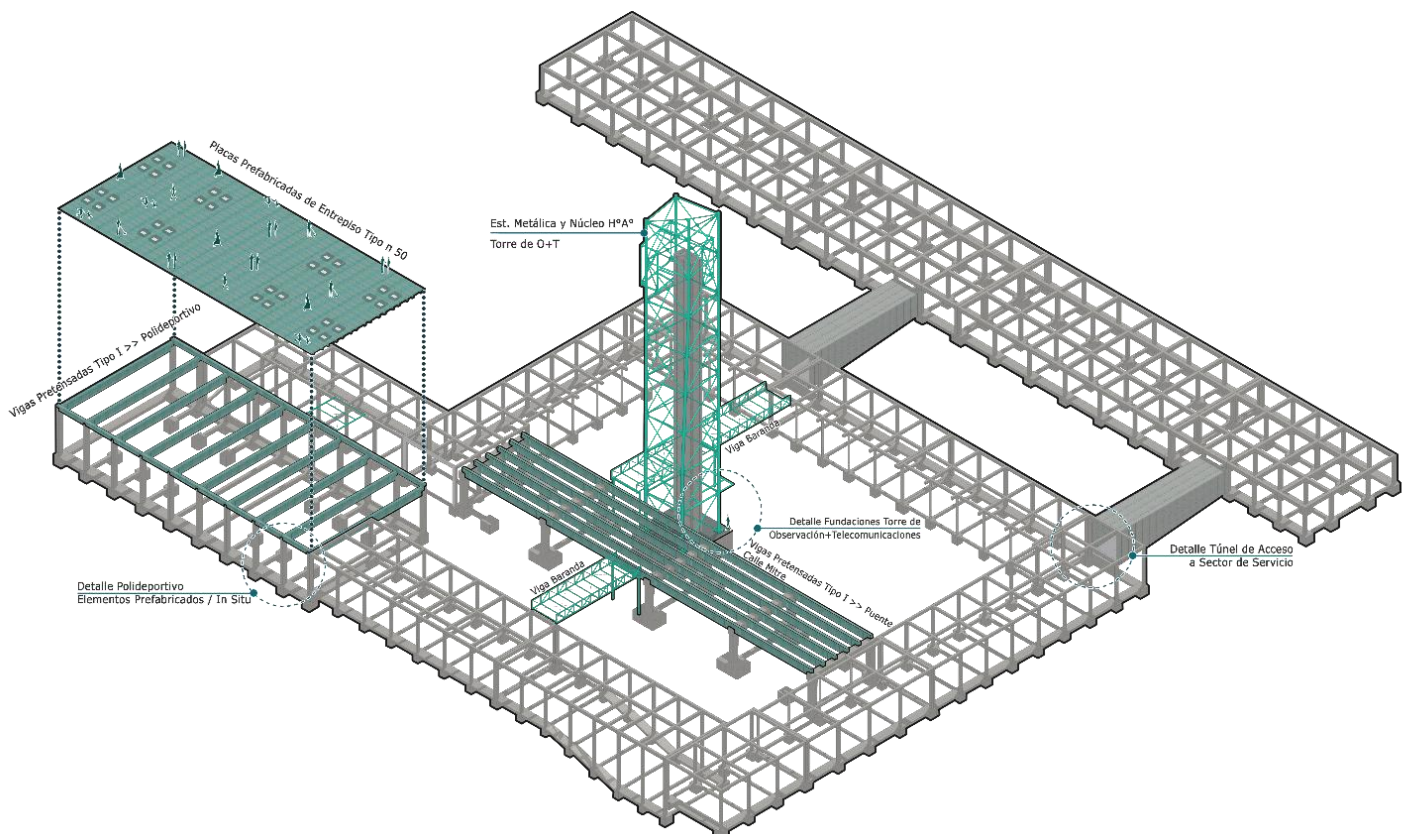 Placas Prefabricadas de Entrepiso Tipo n 50
Est. Metálica y Núcleo H°A°
Torre de O+T
Vigas Pretensadas Tipo I >> Polideportivo
Viga Baranda
Detalle Fundaciones Torre de
Observación+Telecomunicaciones
Vigas Pretensadas Tipo I >> Puente
Calle Mitre
Detalle Túnel de Acceso
a Sector de Servicio
Viga Baranda
Detalle Polideportivo
Elementos Prefabricados / In Situ